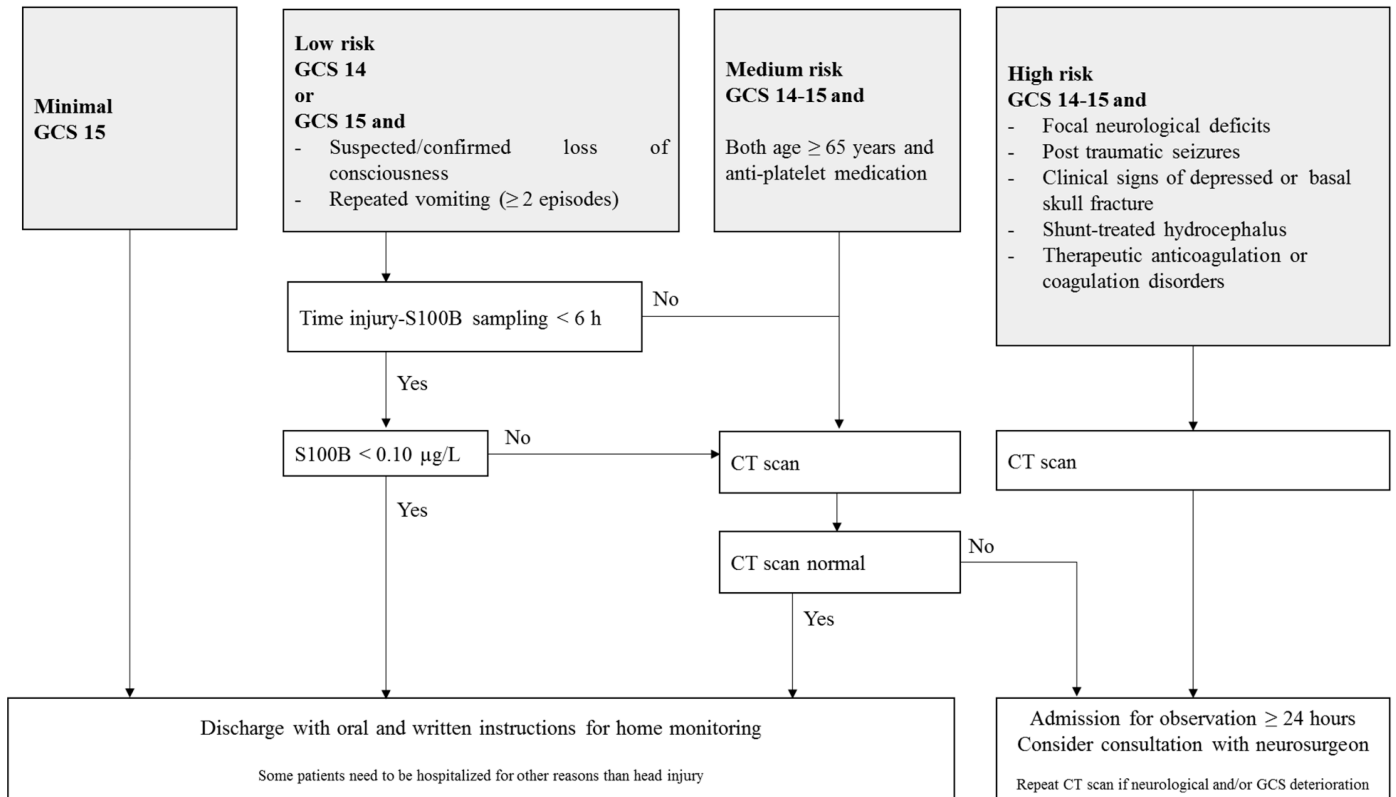 Minimal
GCS 15
Low risk
GCS 14
or
GCS 15 and
- Suspected/confirmed loss of
consciousness
- Repeated vomiting (≥ 2 episodes)
Medium risk
GCS 14-15 and
Both age ≥ 65 years and
anti-platelet medication
High risk
GCS 14-15 and
- Focal neurological deficits
- Post traumatic seizures
- Clinical signs of depressed or basal
skull fracture
- Shunt-treated hydrocephalus
- Therapeutic anticoagulation or
coagulation disorders
Time injury-S100B sampling < 6 h
No
Yes
S100B < 0.10 µg/L
No
Yes
CT scan
CT scan
CT scan normal
No
Yes
Discharge with oral and written instructions for home monitoring
Some patients need to be hospitalized for other reasons than head injury
Admission for observation ≥ 24 hours
Consider consultation with neurosurgeon
Repeat CT scan if neurological and/or GCS deterioration